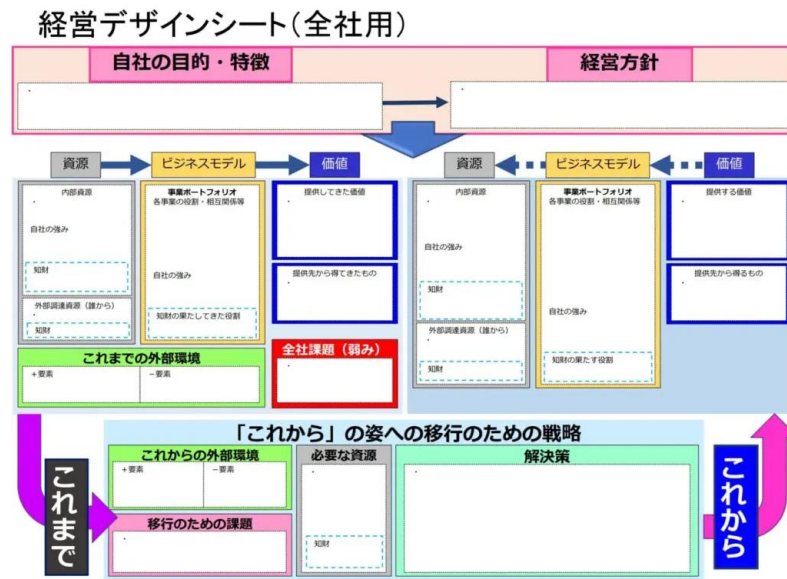 経営デザインシート(全社用)
自社の目的・特徴
経営方針
資源
ビジネスモデル
価値
内部資源
自社の強み
知財
外部調達資源（誰から）
知財
事業ポートフォリオ
各事業の役割・相互関係等
自社の強み
知財の果たしてきた役割
提供してきた価値
提供先から得てきたもの
これまでの外部環境
＋要素
－要素
全社課題（弱み）
資源
ビジネスモデル
価値
内部資源
自社の強み
知財
外部調達資源（誰から）
知財
事業ポートフォリオ
各事業の役割・相互関係等
自社の強み
知財の果たす役割
提供する価値
提供先から得るもの
これまで
「これから」の姿への移行のための戦略
これからの外部環境
＋要素
－要素
移行のための課題
必要な資源
知財
解決策
これから